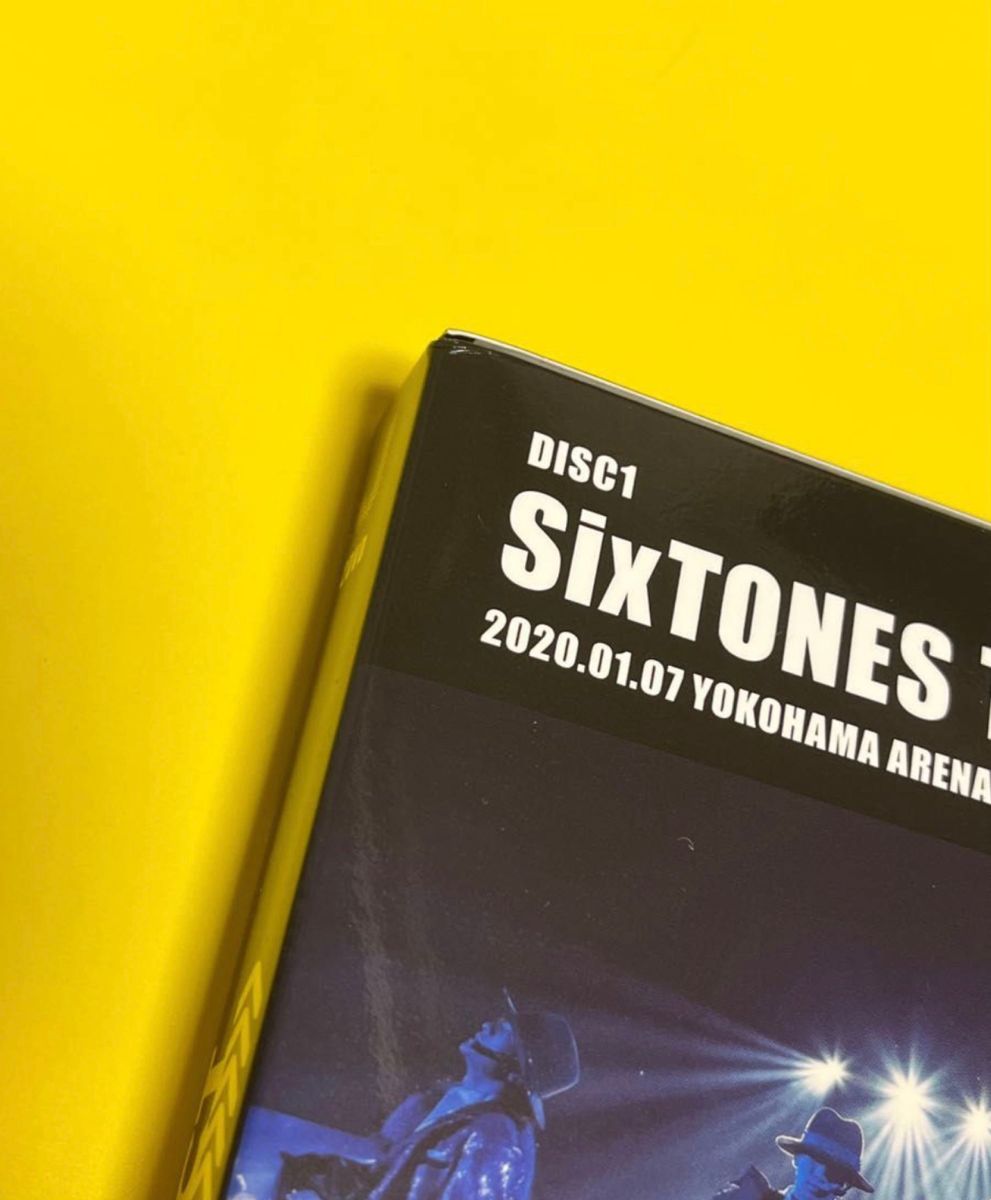 DISC1
SixTONES
2020.01.07 YOKOHAMA ARENA